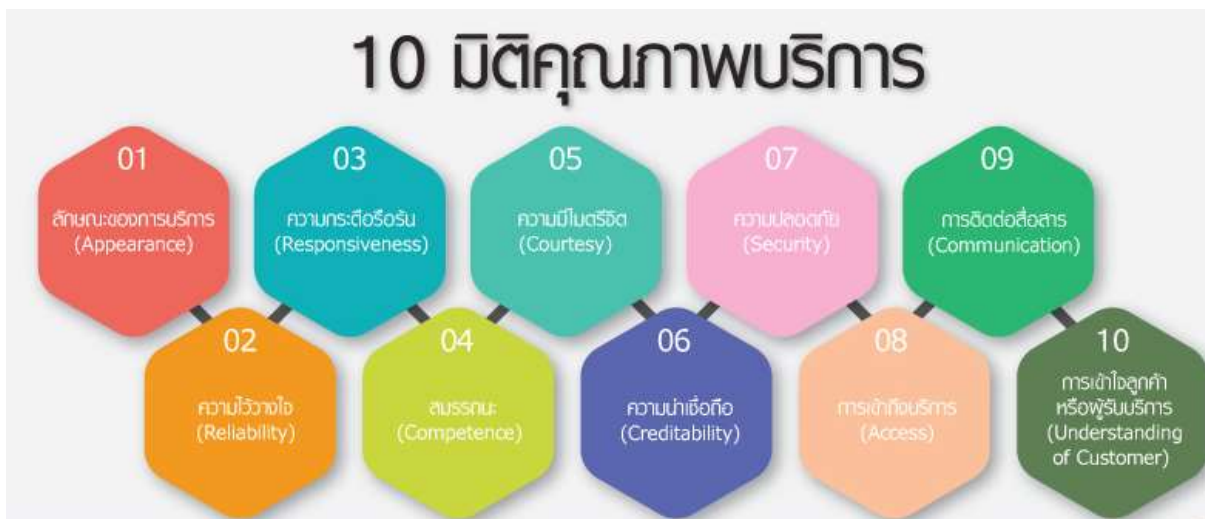 10 มิติคุณภาพบริการ
01
ลักษณะของการบริการ
(Appearance)
02
ความไว้วางใจ
(Reliability)
03
ความกระตือรือร้น
(Responsiveness)
04
สมรรถนะ
(Competence)
05
ความมีไมตรีจิต
(Courtesy)
06
ความน่าเชื่อถือ
(Creditability)
07
ความปลอดภัย
(Security)
08
การเข้าถึงบริการ
(Access)
09
การติดต่อสื่อสาร
(Communication)
10
การเข้าใจลูกค้า
หรือผู้รับบริการ
(Understanding
of Customer)